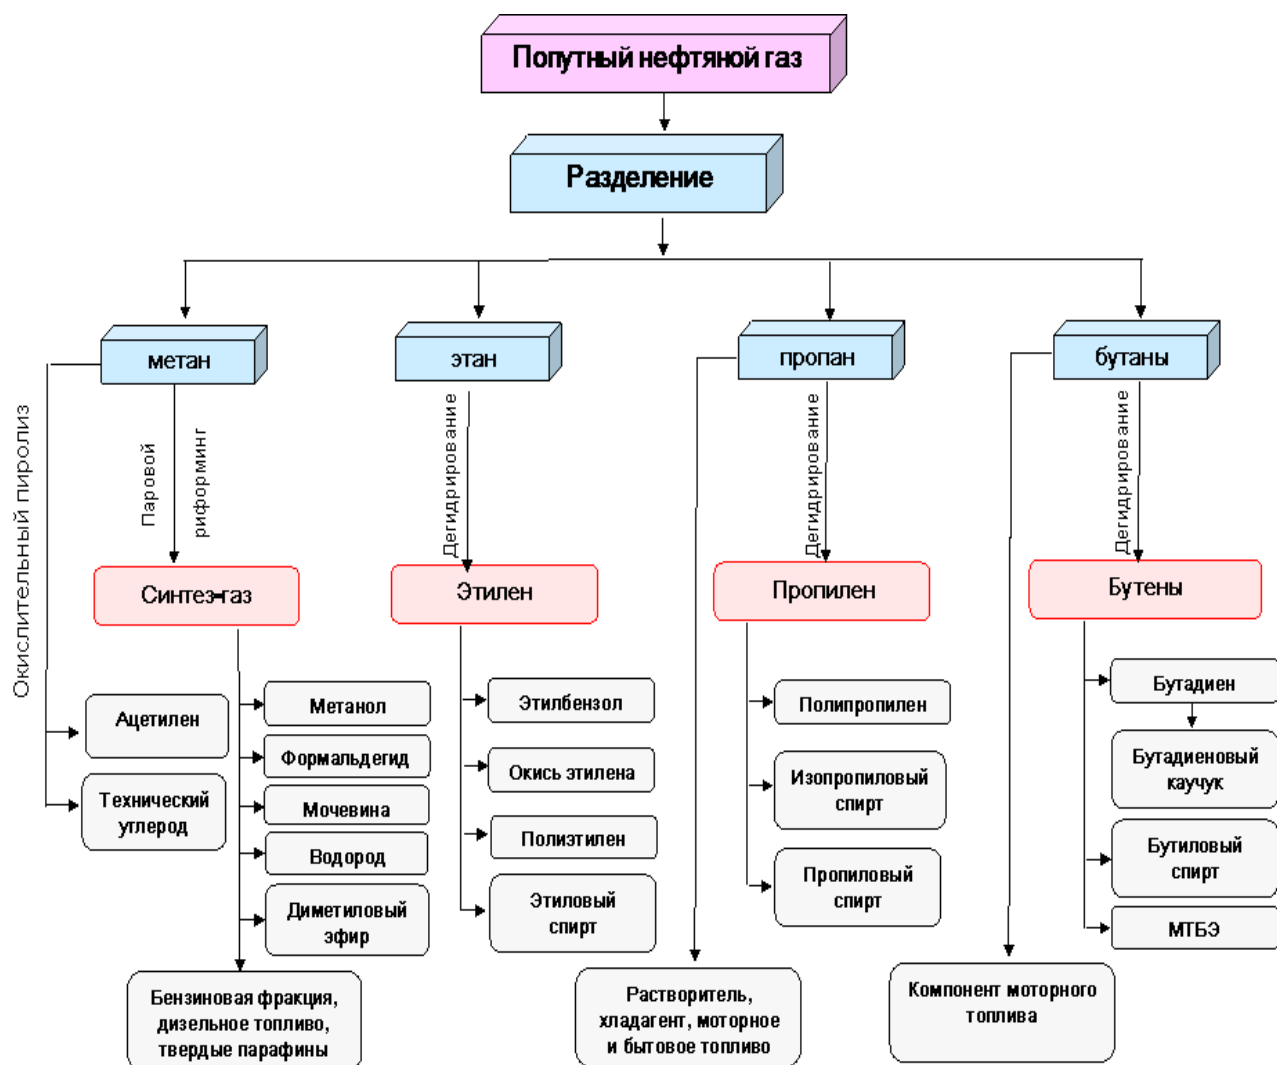 Попутный нефтяной газ
Разделение
метан
этан
пропан
бутаны
Окислительный пиролиз
Паровой
риформинг
Дегидрирование
Дегидрирование
Дегидрирование
Синтез-газ
Этилен
Пропилен
Бутены
Ацетилен
Технический
углерод
Метанол
Формальдегид
Мочевина
Водород
Диметиловый
эфир
Бензиновая фракция,
дизельное топливо,
твердые парафины
Этилбензол
Окись этилена
Полиэтилен
Этиловый
спирт
Полипропилен
Изопропиловый
спирт
Пропиловый
спирт
Растворитель,
хладагент, моторное
и бытовое топливо
Бутадиен
Бутадиеновый
каучук
Бутиловый
спирт
МТБЭ
Компонент моторного
топлива